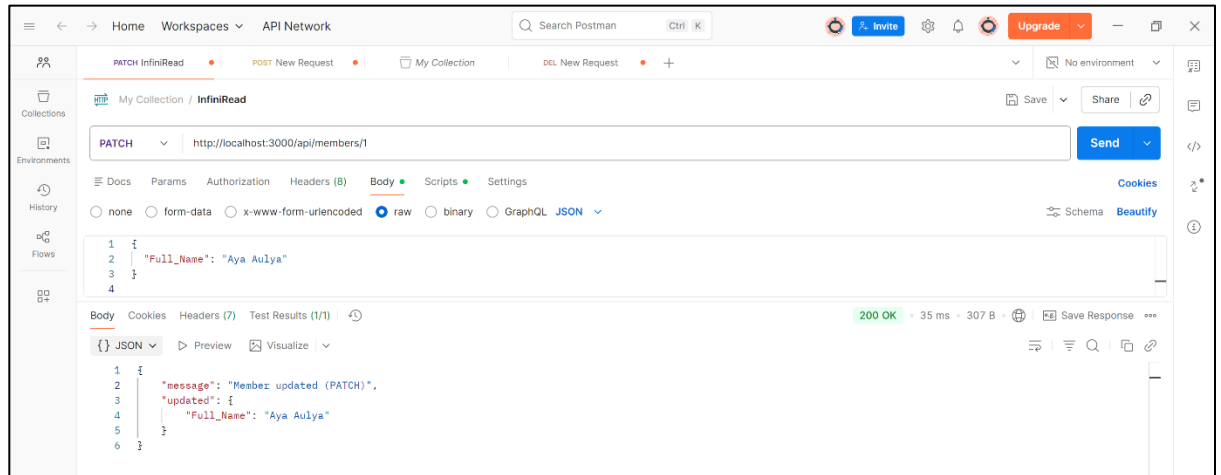 Home Workspaces API Network Search Postman Ctrl K Invite Upgrade
PATCH InfiniRead POST New Request My Collection DEL New Request No environment
HTTP My Collection / InfiniRead Save Share
Collections
PATCH http://localhost:3000/api/members/1 Send
Environments
Docs Params Authorization Headers (8) Body Scripts Settings Cookies
History
none form-data x-www-form-urlencoded raw binary GraphQL JSON Schema Beautify
Flows
1 {
2 "Full_Name": "Aya Aulya"
3 }
4
Body Cookies Headers (7) Test Results (1/1) 200 OK 35 ms 307 B Save Response
{} JSON Preview Visualize
1 {
2 "message": "Member updated (PATCH)",
3 "updated": {
4 "Full_Name": "Aya Aulya"
5 }
6 }